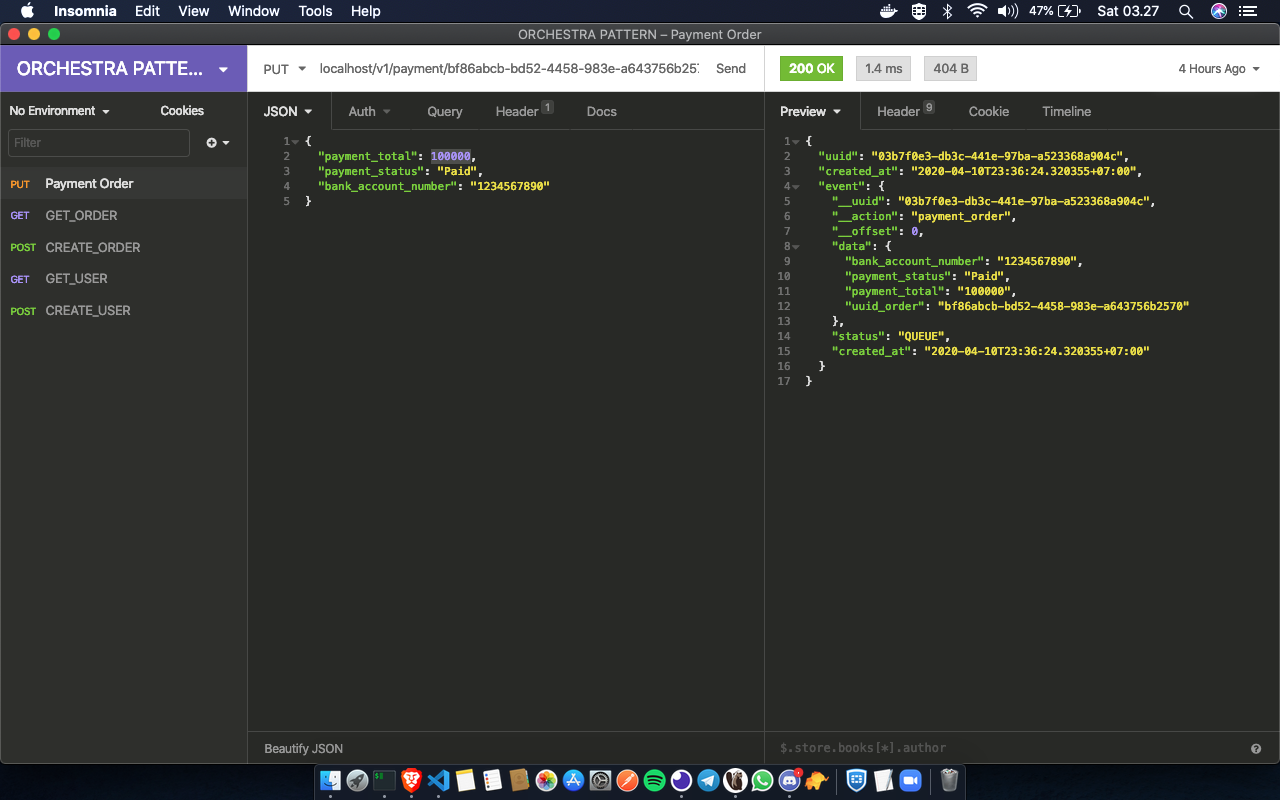 Insomnia Edit View Window Tools Help 47% Sat 03.27
ORCHESTRA PATTERN – Payment Order
ORCHESTRA PATTE...
PUT localhost/v1/payment/bf86abcb-bd52-4458-983e-a643756b257 Send
200 OK 1.4 ms 404 B 4 Hours Ago
No Environment Cookies
Filter
PUT Payment Order
GET GET_ORDER
POST CREATE_ORDER
GET GET_USER
POST CREATE_USER
JSON Auth Query Header 1 Docs
1 {
2 "payment_total": 100000,
3 "payment_status": "Paid",
4 "bank_account_number": "1234567890"
5 }
Beautify JSON
Preview Header 9 Cookie Timeline
1 {
2 "uuid": "03b7f0e3-db3c-441e-97ba-a523368a904c",
3 "created_at": "2020-04-10T23:36:24.320355+07:00",
4 "event": {
5 "__uuid": "03b7f0e3-db3c-441e-97ba-a523368a904c",
6 "__action": "payment_order",
7 "__offset": 0,
8 "data": {
9 "bank_account_number": "1234567890",
10 "payment_status": "Paid",
11 "payment_total": "100000",
12 "uuid_order": "bf86abcb-bd52-4458-983e-a643756b2570"
13 },
14 "status": "QUEUE",
15 "created_at": "2020-04-10T23:36:24.320355+07:00"
16 }
17 }
$.store.books[*].author